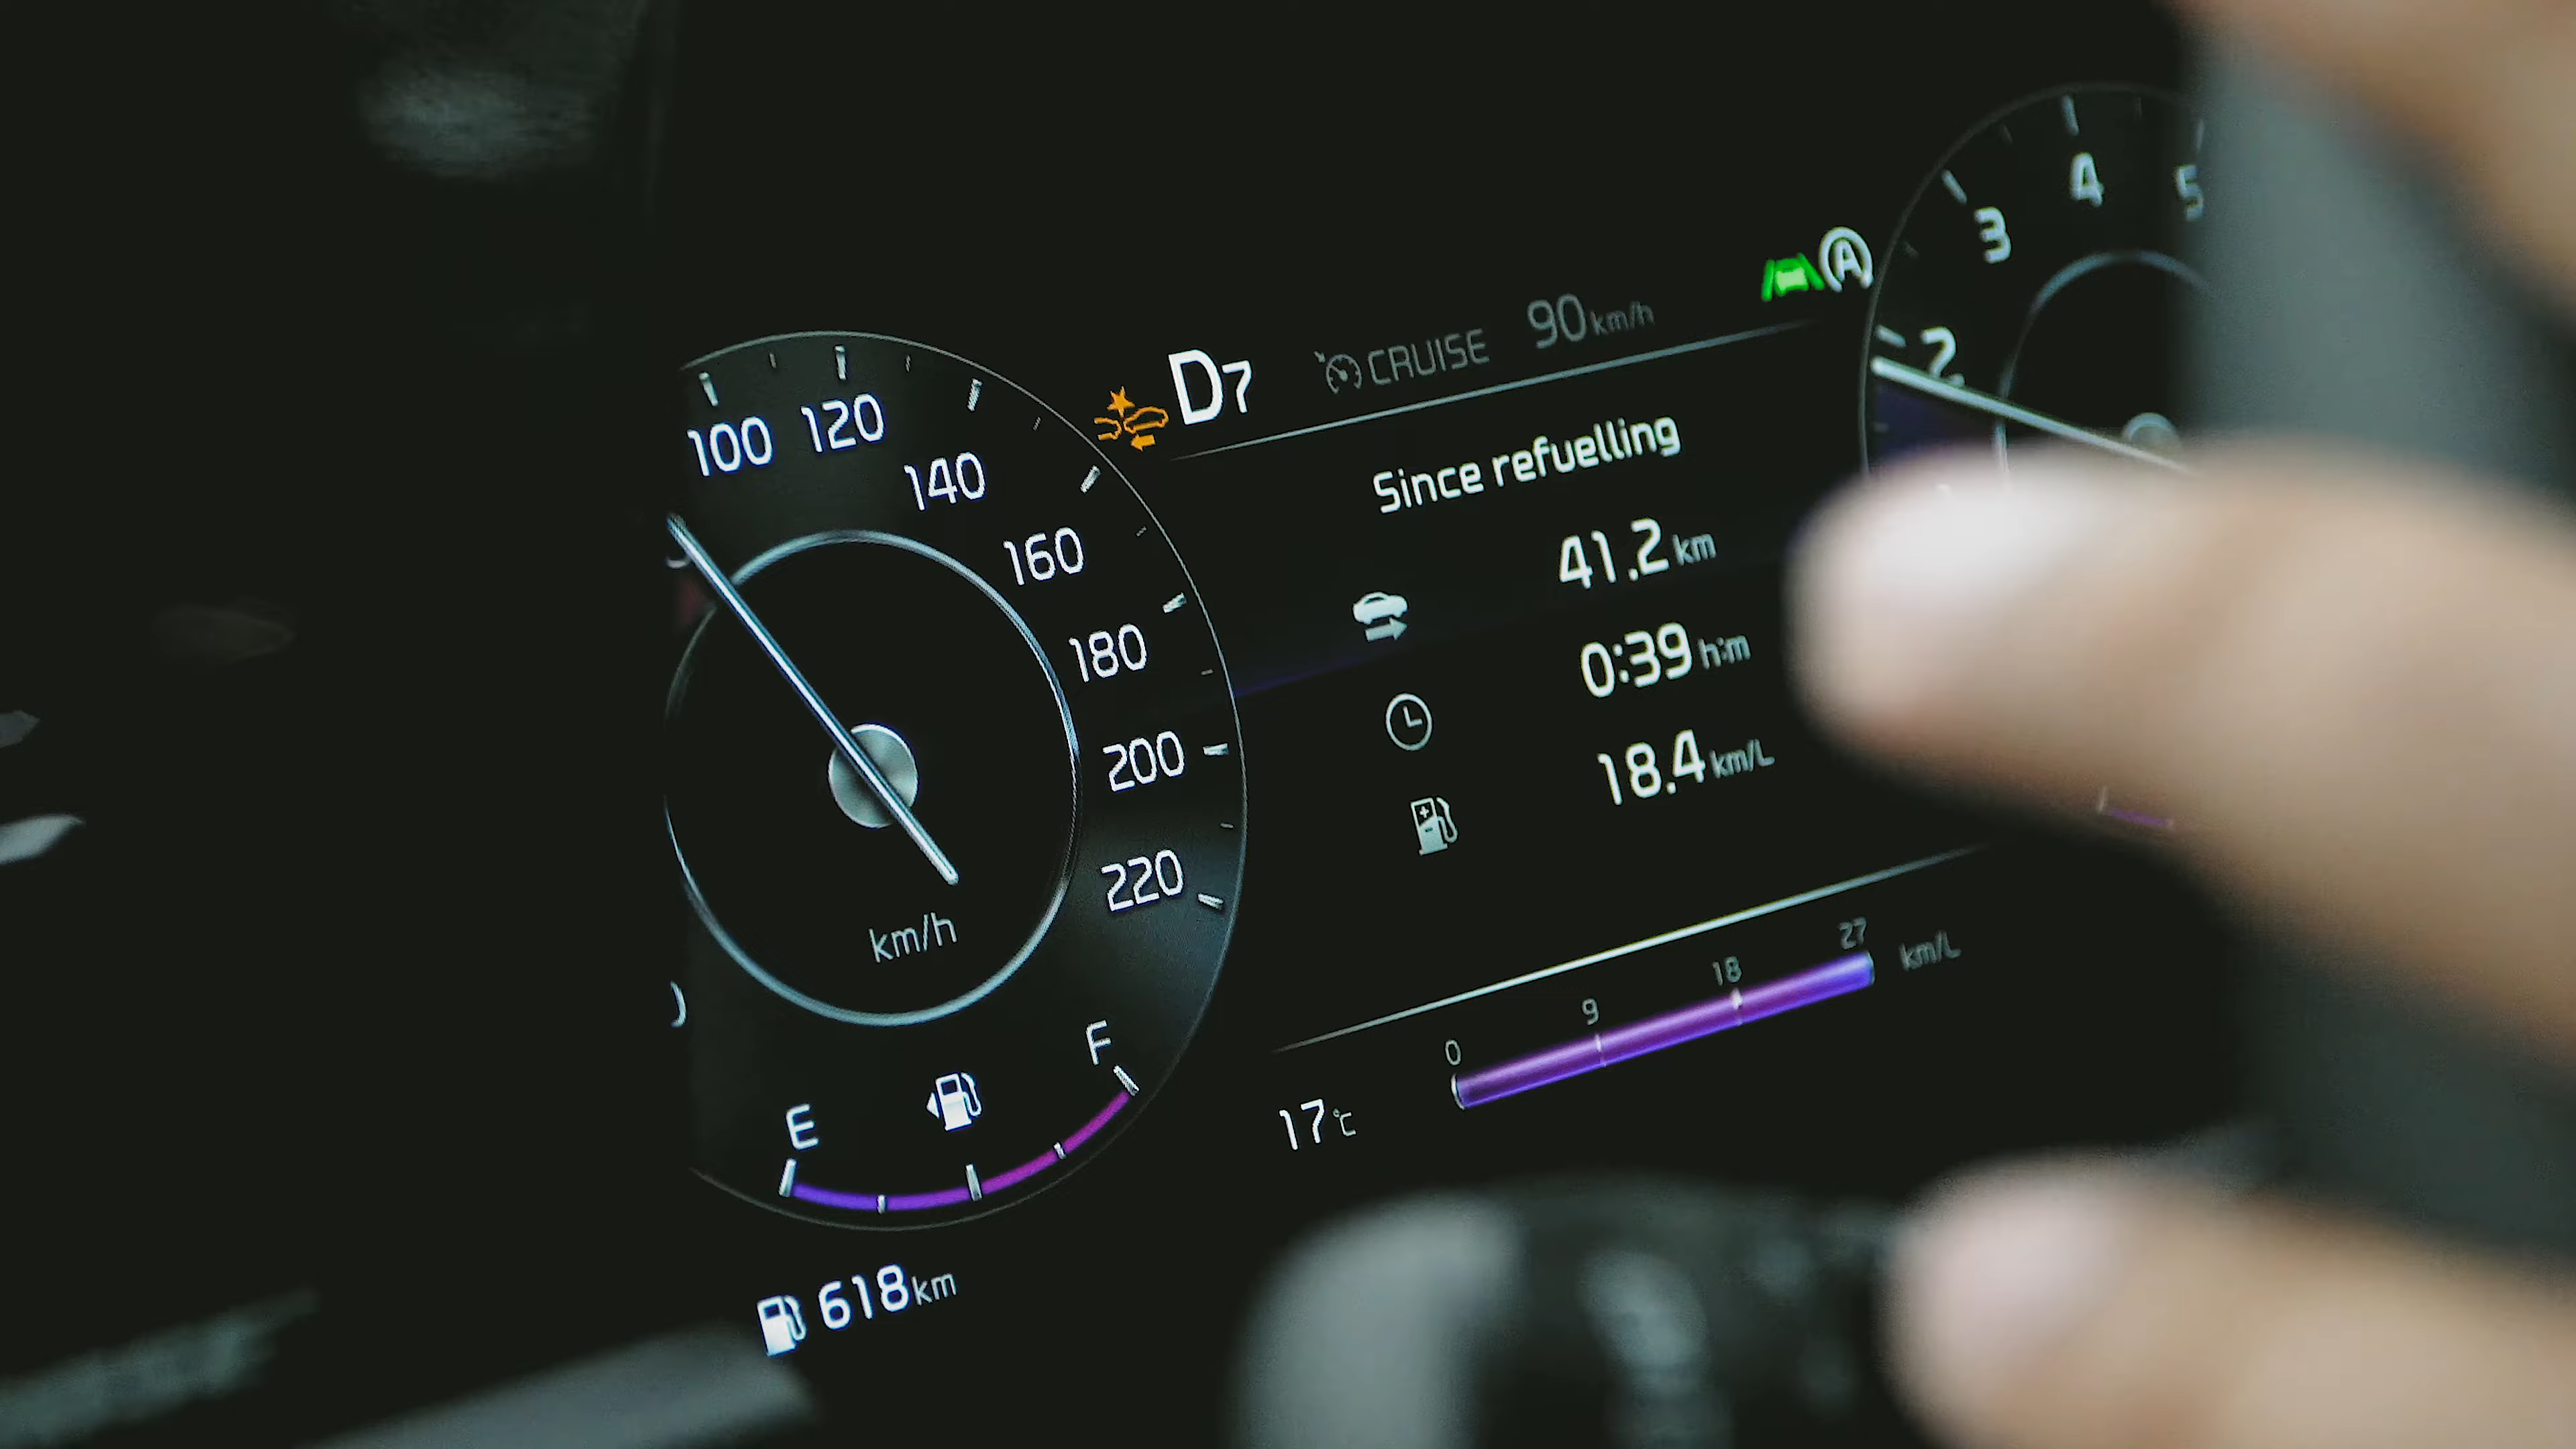 100
120
140
160
180
200
220
km/h
E
F
618km
D7
CRUISE 90km/h
A
Since refuelling
41.2km
0:39h:m
18.4km/L
0
9
18
27
km/L
17℃
2
3
4
5